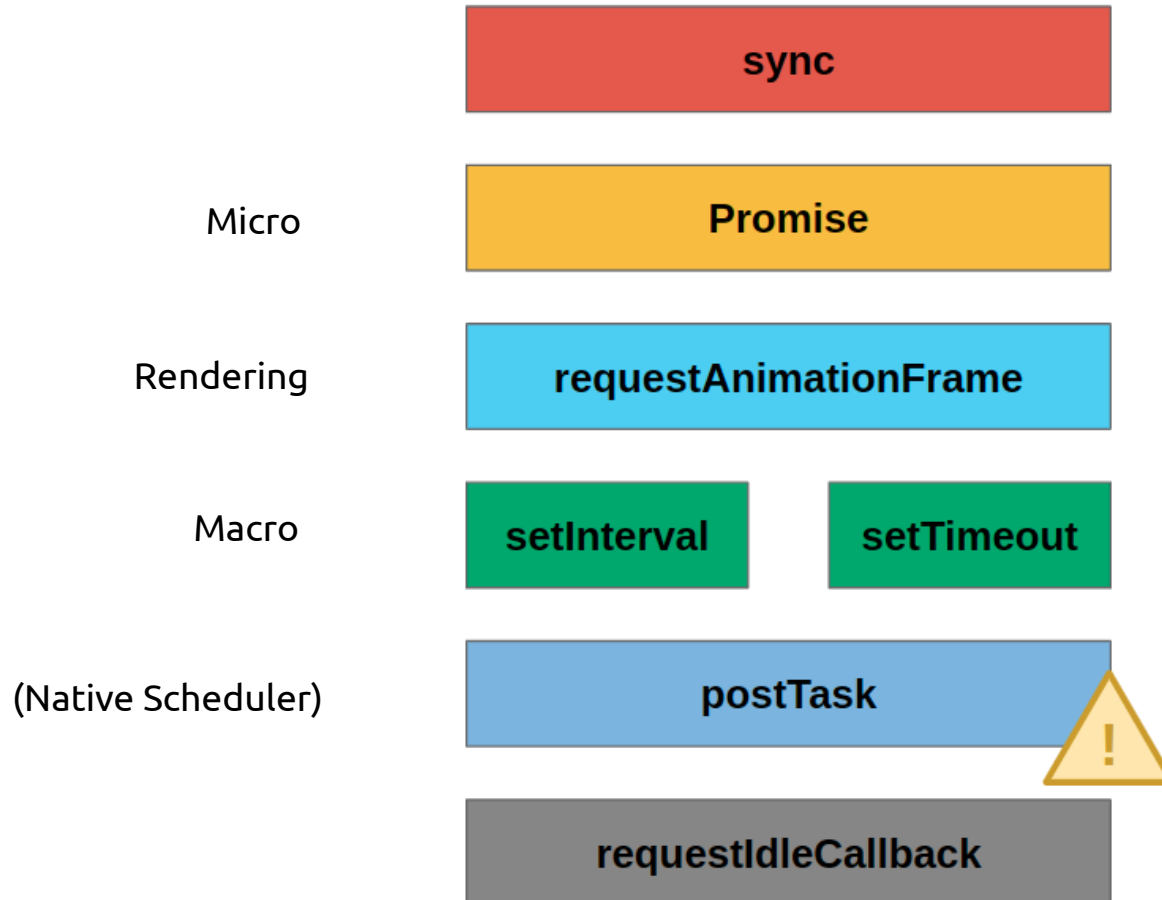 sync
Micro
Promise
Rendering
requestAnimationFrame
Macro
setInterval
setTimeout
(Native Scheduler)
postTask
!
requestIdleCallback